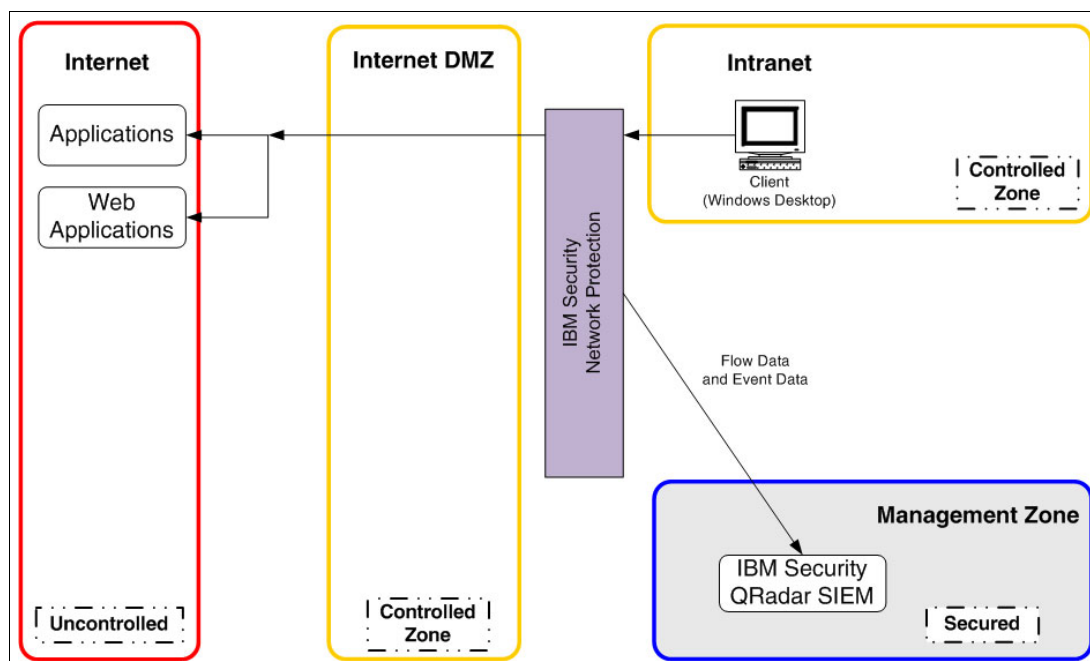 Internet
Applications
Web
Applications
Uncontrolled
Internet DMZ
Controlled
Zone
IBM Security
Network Protection
Intranet
Client
(Windows Desktop)
Controlled
Zone
Flow Data
and Event Data
Management Zone
IBM Security
QRadar SIEM
Secured